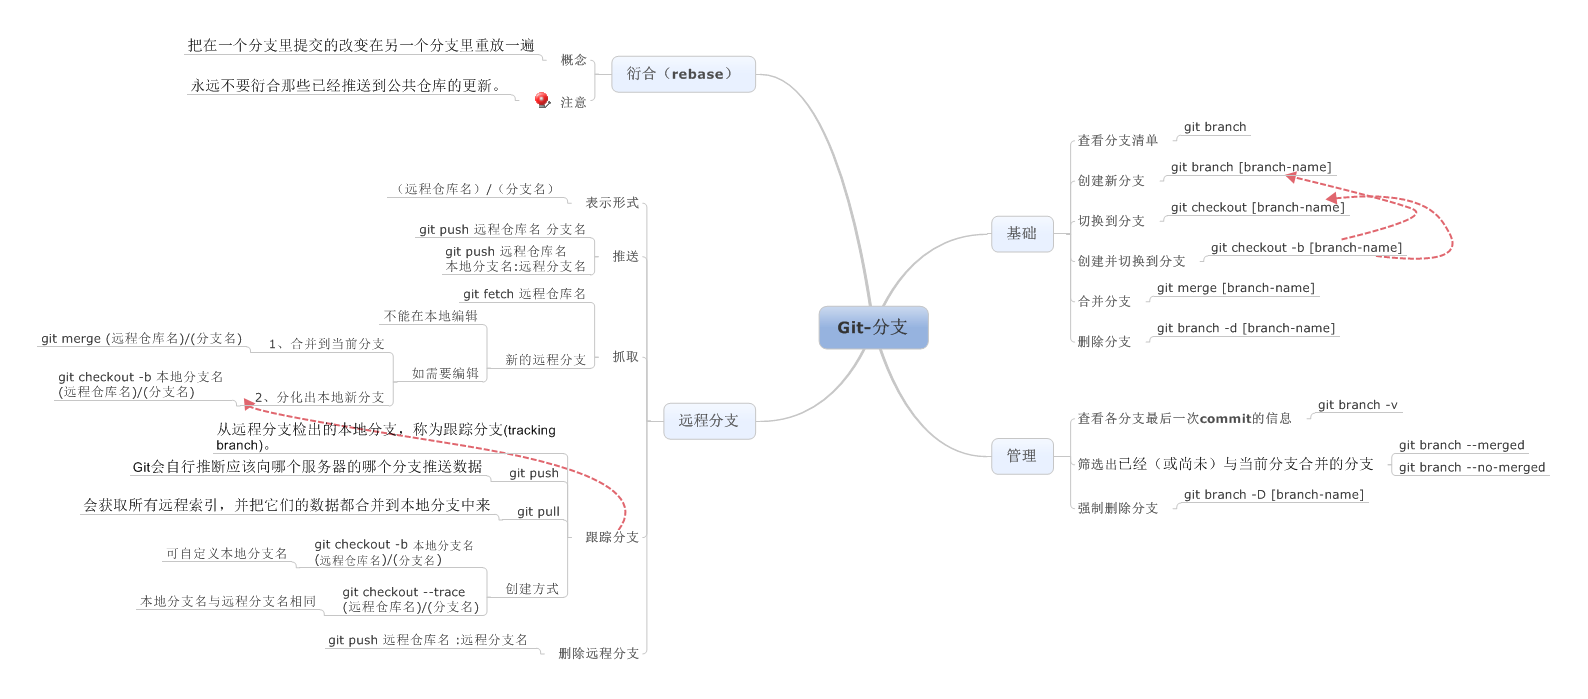 Git-分支
衍合（rebase）
概念
把在一个分支里提交的改变在另一个分支里重放一遍
注意
永远不要衍合那些已经推送到公共仓库的更新。
远程分支
表示形式
（远程仓库名）/（分支名）
推送
git push 远程仓库名 分支名
git push 远程仓库名
本地分支名:远程分支名
抓取
git fetch 远程仓库名
新的远程分支
不能在本地编辑
如需要编辑
1、合并到当前分支
git merge (远程仓库名)/(分支名)
2、分化出本地新分支
git checkout -b 本地分支名
(远程仓库名)/(分支名)
跟踪分支
从远程分支检出的本地分支，称为跟踪分支(tracking
branch)。
git push
Git会自行推断应该向哪个服务器的哪个分支推送数据
git pull
会获取所有远程索引，并把它们的数据都合并到本地分支中来
创建方式
git checkout -b 本地分支名
(远程仓库名)/(分支名)
可自定义本地分支名
git checkout --trace
(远程仓库名)/(分支名)
本地分支名与远程分支名相同
删除远程分支
git push 远程仓库名 :远程分支名
基础
查看分支清单
git branch
创建新分支
git branch [branch-name]
切换到分支
git checkout [branch-name]
创建并切换到分支
git checkout -b [branch-name]
合并分支
git merge [branch-name]
删除分支
git branch -d [branch-name]
管理
查看各分支最后一次commit的信息
git branch -v
筛选出已经（或尚未）与当前分支合并的分支
git branch --merged
git branch --no-merged
强制删除分支
git branch -D [branch-name]